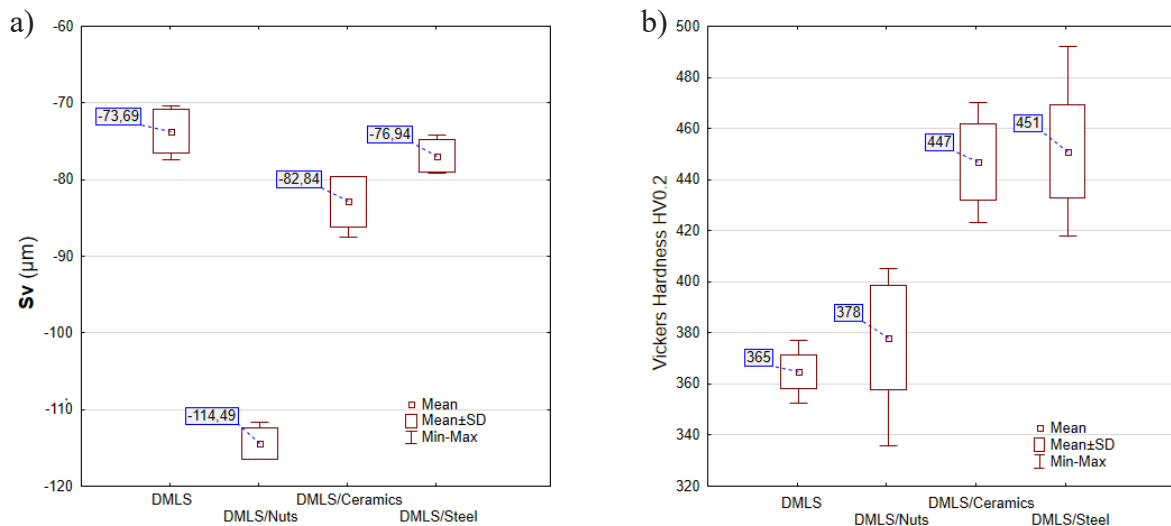 a)
-60
-70
-80
-90
-100
-110
-120
Sv (µm)
-73,69
-114,49
-82,84
-76,94
Mean
Mean±SD
Min-Max
DMLS
DMLS/Nuts
DMLS/Ceramics
DMLS/Steel
b)
500
480
460
440
420
400
380
360
340
320
Vickers Hardness HV0.2
365
378
447
451
Mean
Mean±SD
Min-Max
DMLS
DMLS/Nuts
DMLS/Ceramics
DMLS/Steel